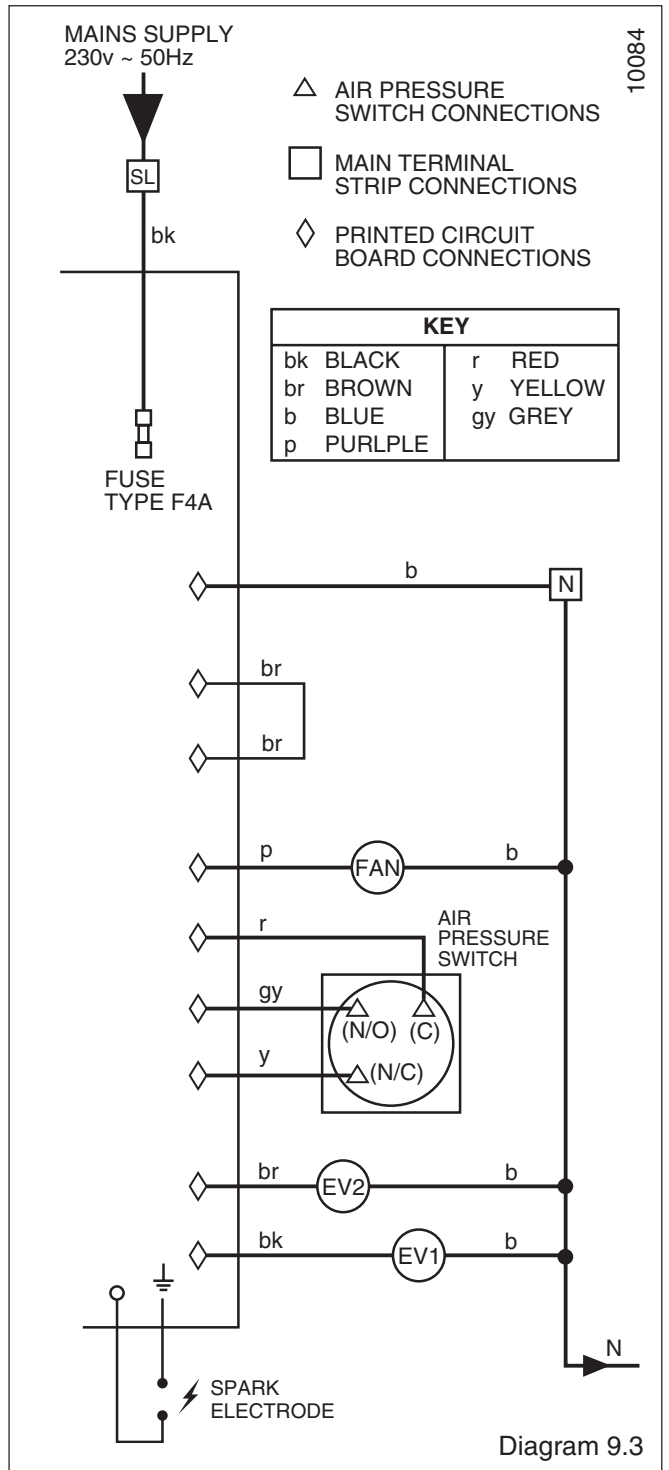 MAINS SUPPLY
230v ~ 50Hz
10084
AIR PRESSURE
SWITCH CONNECTIONS
SL
MAIN TERMINAL
STRIP CONNECTIONS
bk
PRINTED CIRCUIT
BOARD CONNECTIONS
KEY
bk BLACK r RED
br BROWN y YELLOW
b BLUE gy GREY
p PURLPLE
FUSE
TYPE F4A
b
N
br
br
p FAN b
r
AIR
PRESSURE
SWITCH
gy
(N/O) (C)
y
(N/C)
br EV2 b
bk EV1 b
N
SPARK
ELECTRODE
Diagram 9.3